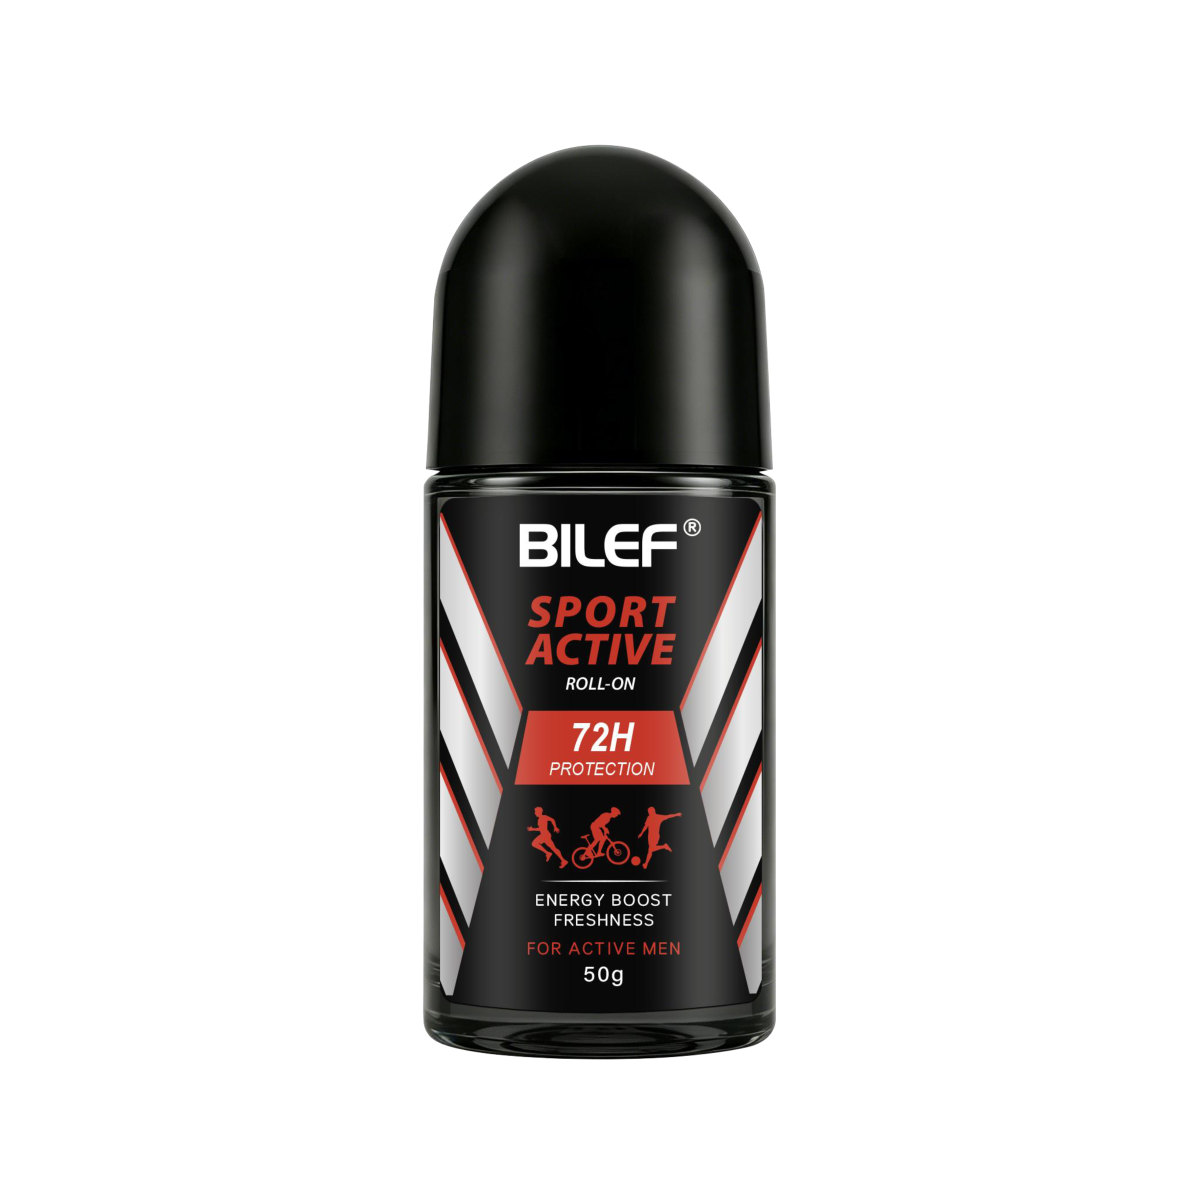 BILEF®
SPORT
ACTIVE
ROLL-ON
72H
PROTECTION
ENERGY BOOST
FRESHNESS
FOR ACTIVE MEN
50g